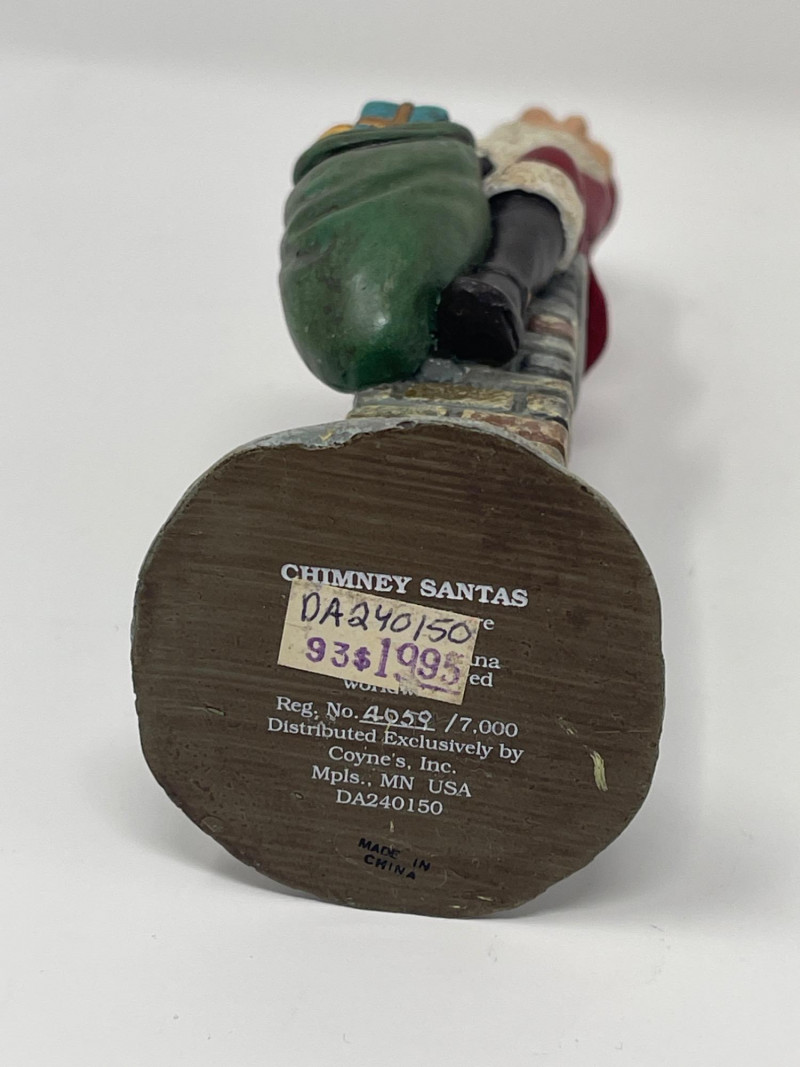 CHIMNEY SANTAS
DA240150
93$1995
Reg. No. 4059 /7,000
Distributed Exclusively by
Coyne's, Inc.
Mpls., MN USA
DA240150
MADE IN
CHINA